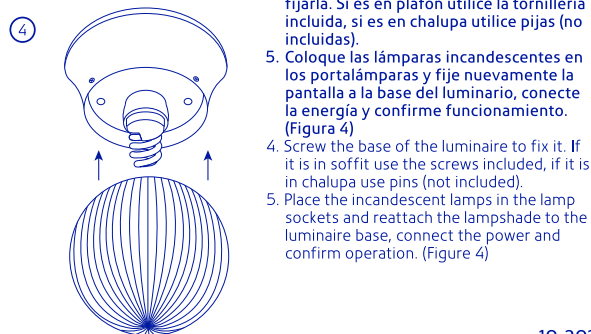 4
fijarla. Si es en plafón utilice la tornillería
incluida, si es en chalupa utilice pijas (no
incluidas).
5. Coloque las lámparas incandescentes en
los portalámparas y fije nuevamente la
pantalla a la base del luminario, conecte
la energía y confirme funcionamiento.
(Figura 4)
4. Screw the base of the luminaire to fix it. If
it is in soffit use the screws included, if it is
in chalupa use pins (not included).
5. Place the incandescent lamps in the lamp
sockets and reattach the lampshade to the
luminaire base, connect the power and
confirm operation. (Figure 4)